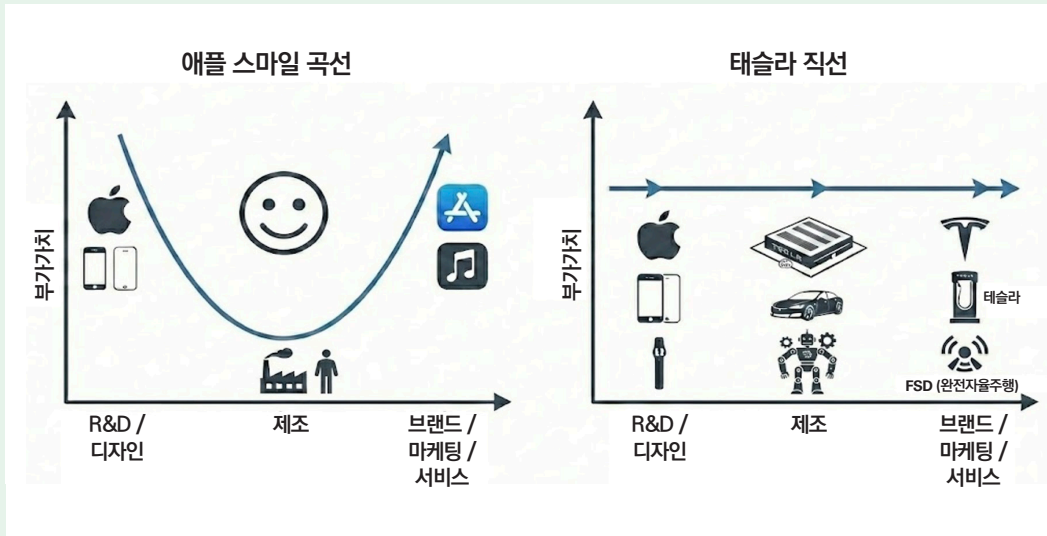 애플 스마일 곡선
부가가치
R&D /
디자인
제조
브랜드 /
마케팅 /
서비스
태슬라 직선
부가가치
TESLA
테슬라
FSD (완전자율주행)
R&D /
디자인
제조
브랜드 /
마케팅 /
서비스